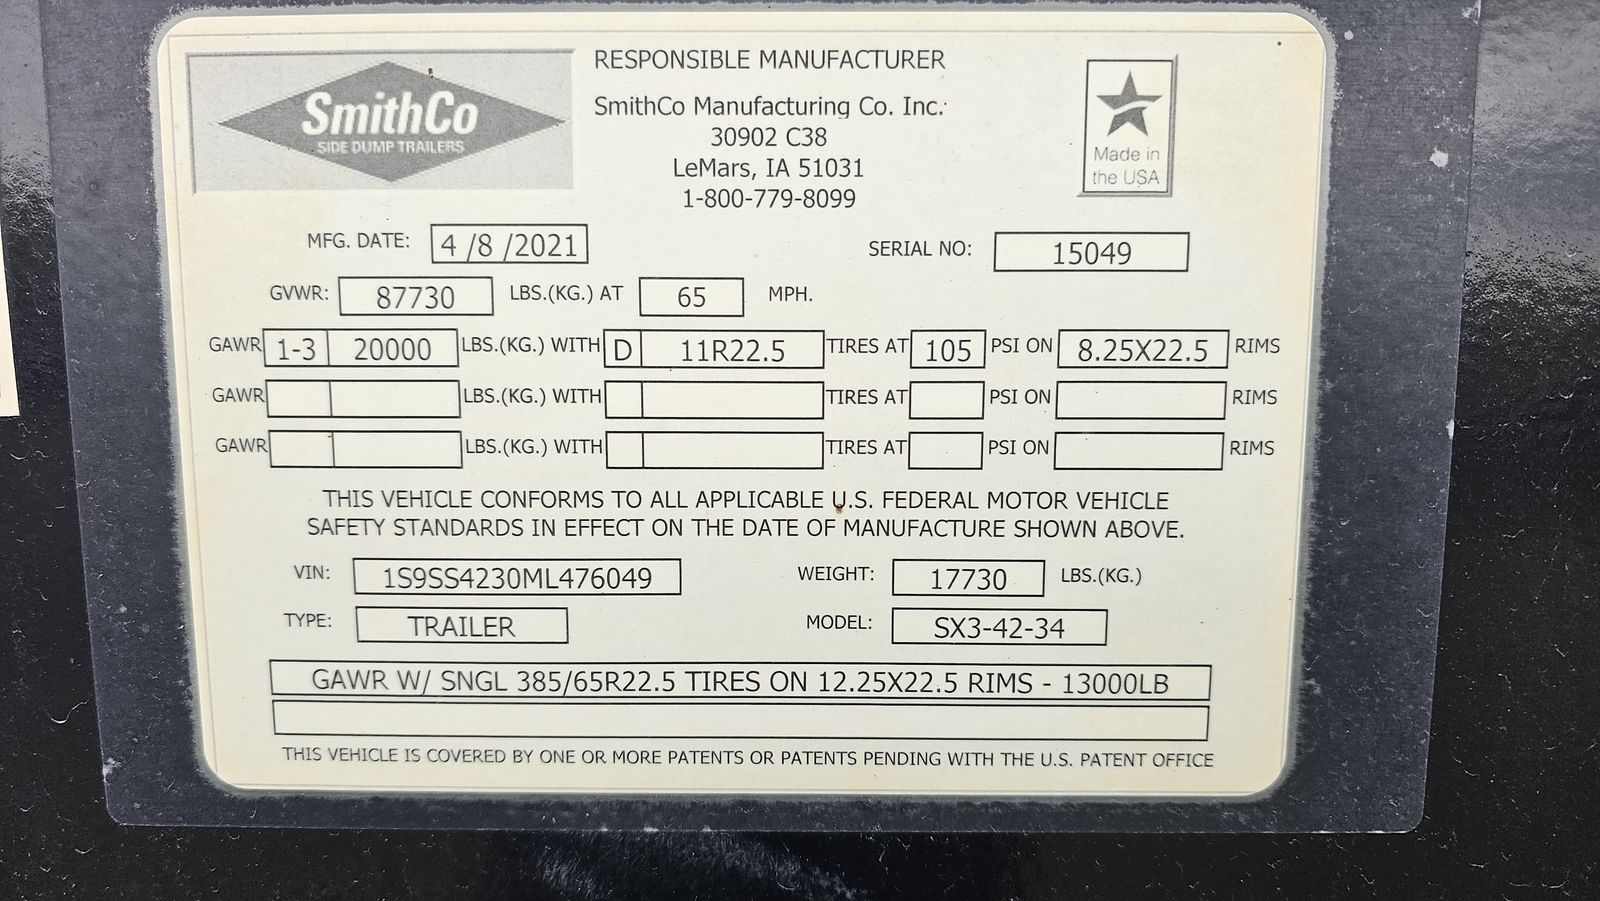 SmithCo
SIDE DUMP TRAILERS
RESPONSIBLE MANUFACTURER
SmithCo Manufacturing Co. Inc.
30902 C38
LeMars, IA 51031
1-800-779-8099
Made in
the USA
MFG. DATE: 4 /8 /2021 SERIAL NO: 15049
GVWR: 87730 LBS.(KG.) AT 65 MPH.
GAWR 1-3 20000 LBS.(KG.) WITH D 11R22.5 TIRES AT 105 PSI ON 8.25X22.5 RIMS
GAWR LBS.(KG.) WITH TIRES AT PSI ON RIMS
GAWR LBS.(KG.) WITH TIRES AT PSI ON RIMS
THIS VEHICLE CONFORMS TO ALL APPLICABLE U.S. FEDERAL MOTOR VEHICLE
SAFETY STANDARDS IN EFFECT ON THE DATE OF MANUFACTURE SHOWN ABOVE.
VIN: 1S9SS4230ML476049 WEIGHT: 17730 LBS.(KG.)
TYPE: TRAILER MODEL: SX3-42-34
GAWR W/ SNGL 385/65R22.5 TIRES ON 12.25X22.5 RIMS - 13000LB
THIS VEHICLE IS COVERED BY ONE OR MORE PATENTS OR PATENTS PENDING WITH THE U.S. PATENT OFFICE